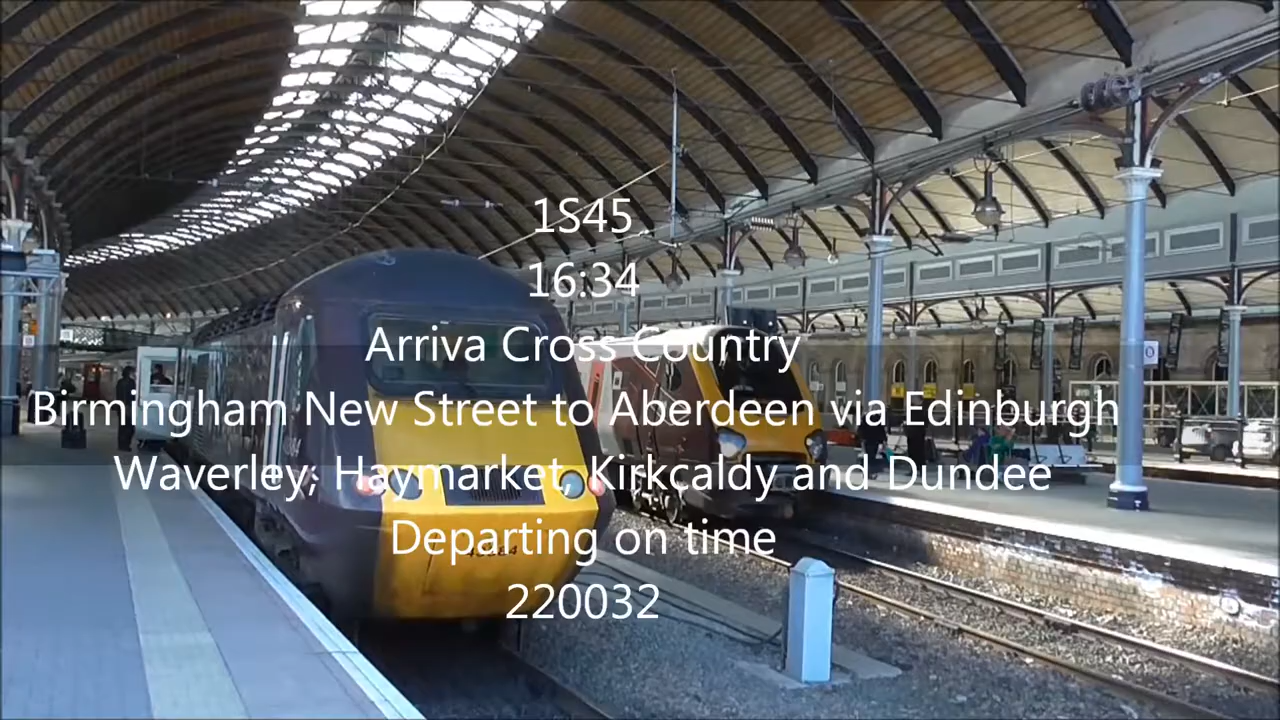 1S45
16:34
Arriva Cross Country
Birmingham New Street to Aberdeen via Edinburgh
Waverley, Haymarket, Kirkcaldy and Dundee
Departing on time
220032